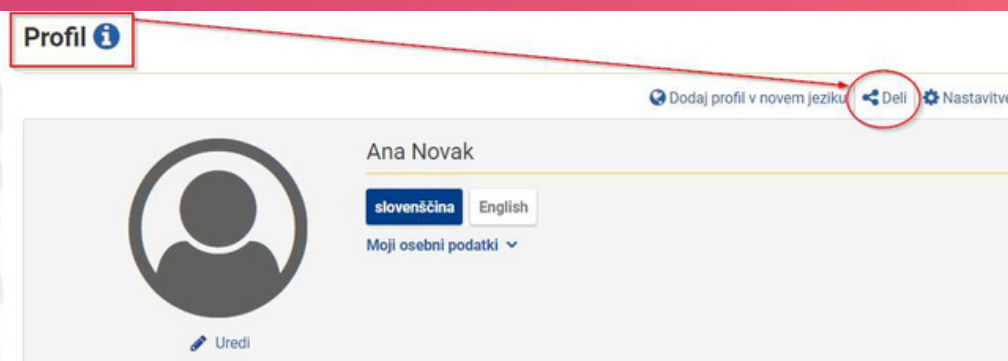 Profil
Dodaj profil v novem jeziku Deli Nastavitve
Ana Novak
slovenščina English
Moji osebni podatki
Uredi